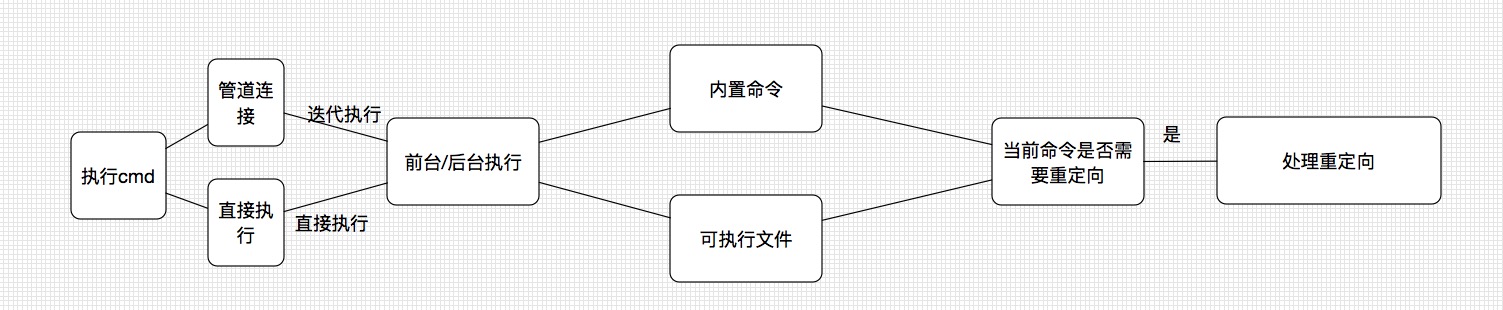 执行cmd
管道连
接
直接执
行
迭代执行
直接执行
前台/后台执行
内置命令
可执行文件
当前命令是否需
要重定向
是
处理重定向